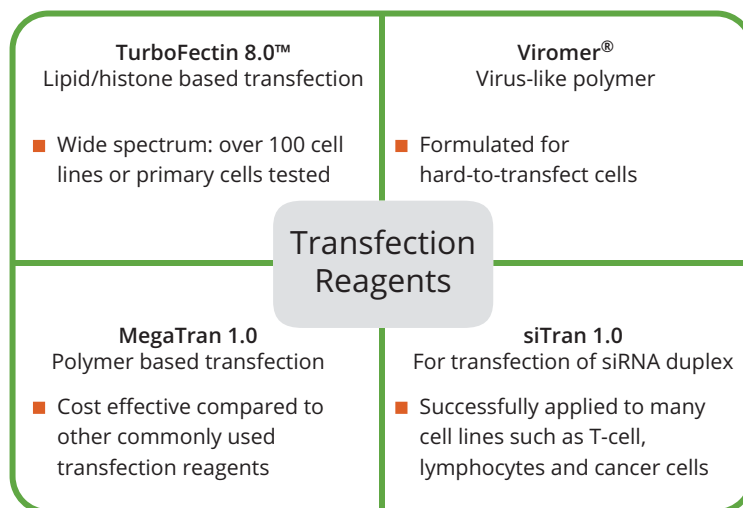 TurboFectin 8.0™
Lipid/histone based transfection
Wide spectrum: over 100 cell
lines or primary cells tested
Viromer®
Virus-like polymer
Formulated for
hard-to-transfect cells
Transfection
Reagents
MegaTran 1.0
Polymer based transfection
Cost effective compared to
other commonly used
transfection reagents
siTran 1.0
For transfection of siRNA duplex
Successfully applied to many
cell lines such as T-cell,
lymphocytes and cancer cells